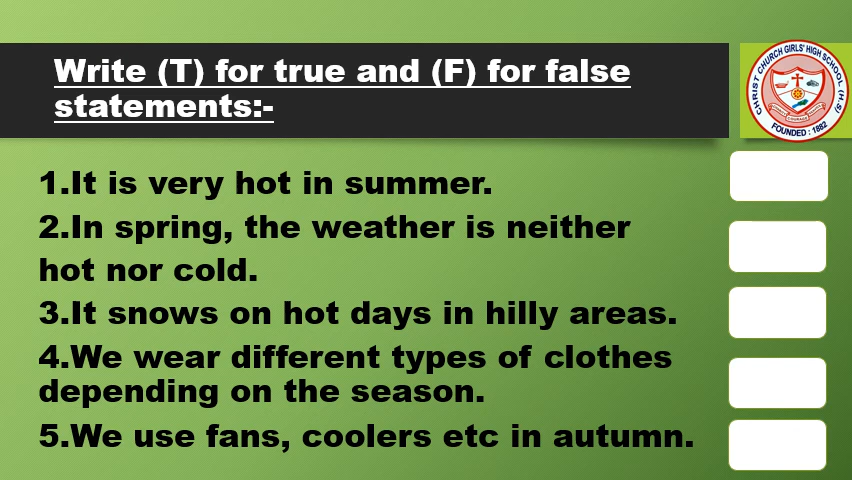 Write (T) for true and (F) for false
statements:-
CHRIST CHURCH GIRLS' HIGH SCHOOL (H.S)
FOUNDED : 1882
1.It is very hot in summer.
2.In spring, the weather is neither
hot nor cold.
3.It snows on hot days in hilly areas.
4.We wear different types of clothes
depending on the season.
5.We use fans, coolers etc in autumn.